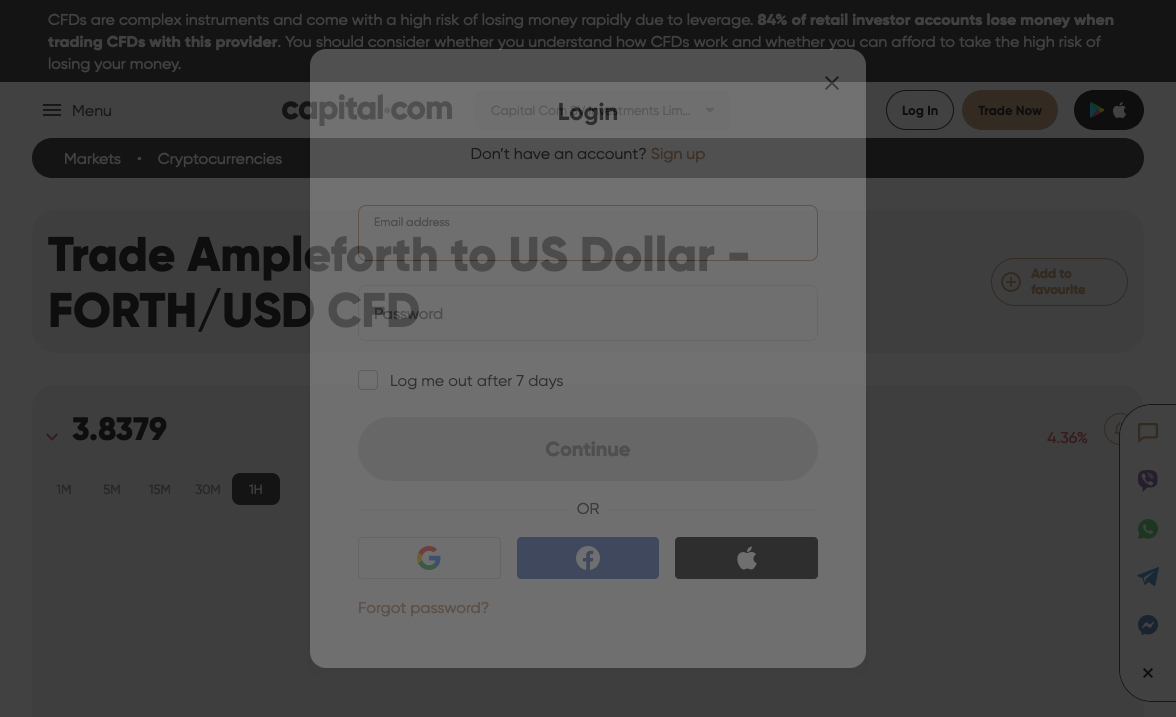 CFDs are complex instruments and come with a high risk of losing money rapidly due to leverage. 84% of retail investor accounts lose money when
trading CFDs with this provider. You should consider whether you understand how CFDs work and whether you can afford to take the high risk of
losing your money.
Menu
capital.com
Log In
Trade Now
Login
Markets
Cryptocurrencies
Don't have an account? Sign up
Email address
Trade Ampleforth to US Dollar -
FORTH/USD CFD
Add to
favourite
Password
Log me out after 7 days
3.8379
4.36%
Continue
1M 5M 15M 30M 1H
OR
Forgot password?